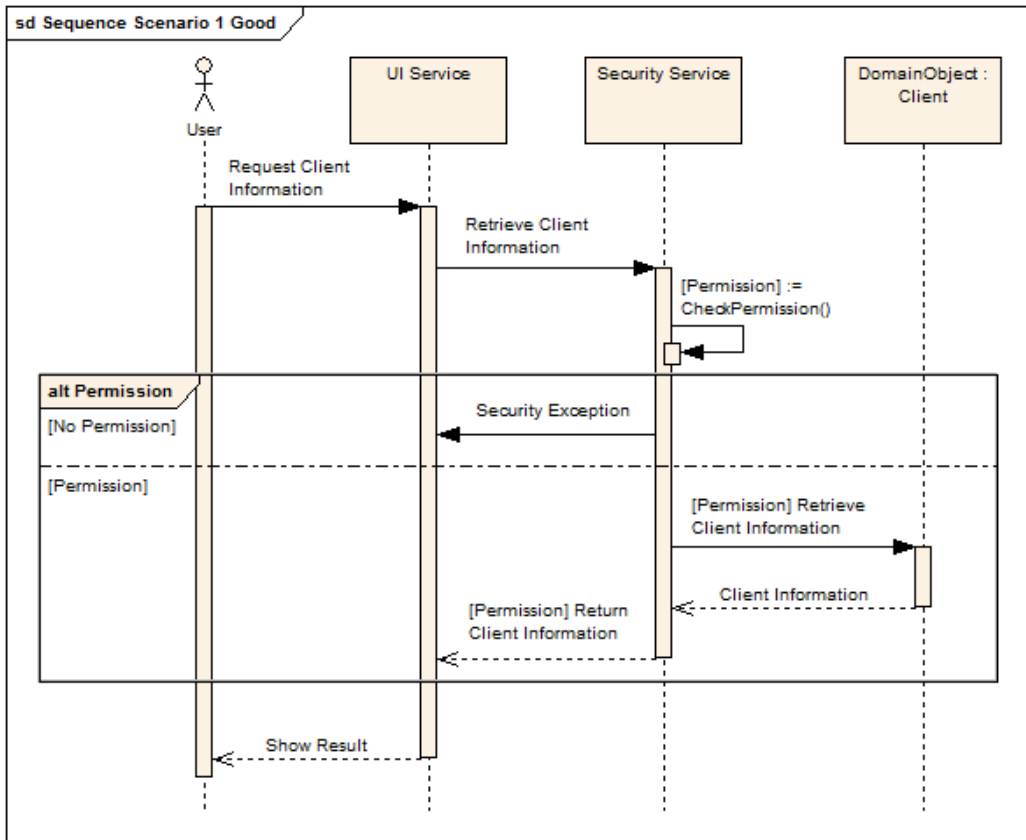 sd Sequence Scenario 1 Good
User
UI Service
Security Service
DomainObject :
Client
Request Client
Information
Retrieve Client
Information
[Permission] :=
CheckPermission()
alt Permission
[No Permission]
Security Exception
[Permission]
[Permission] Retrieve
Client Information
Client Information
[Permission] Return
Client Information
Show Result